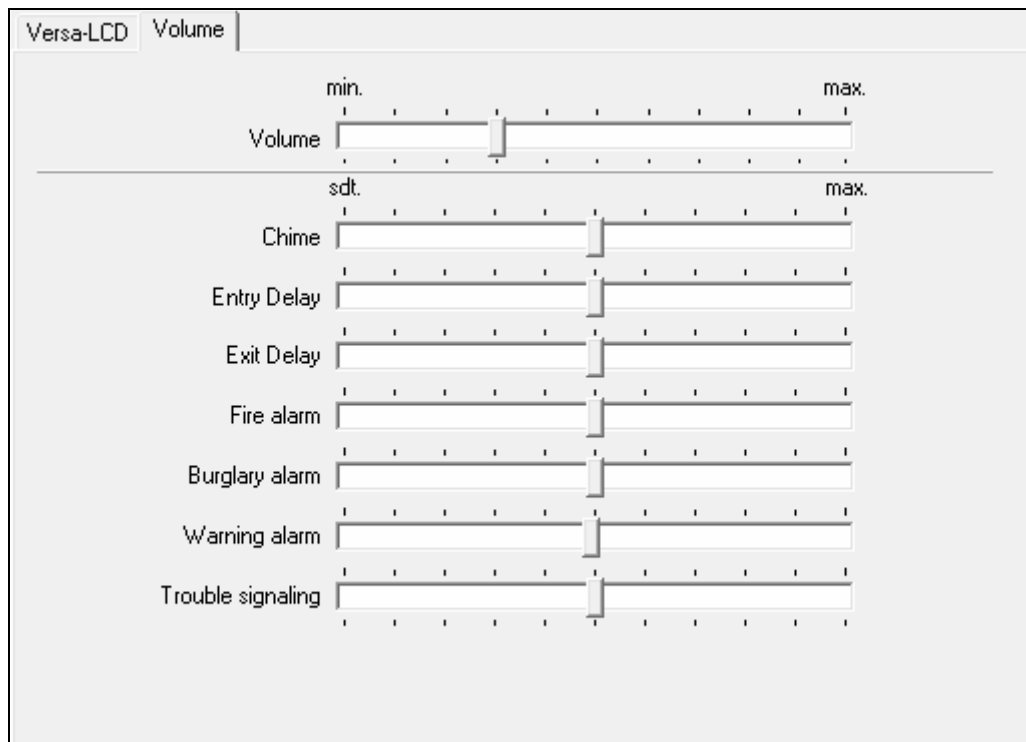 Versa-LCD Volume
min. max.
Volume
sdt. max.
Chime
Entry Delay
Exit Delay
Fire alarm
Burglary alarm
Warning alarm
Trouble signaling